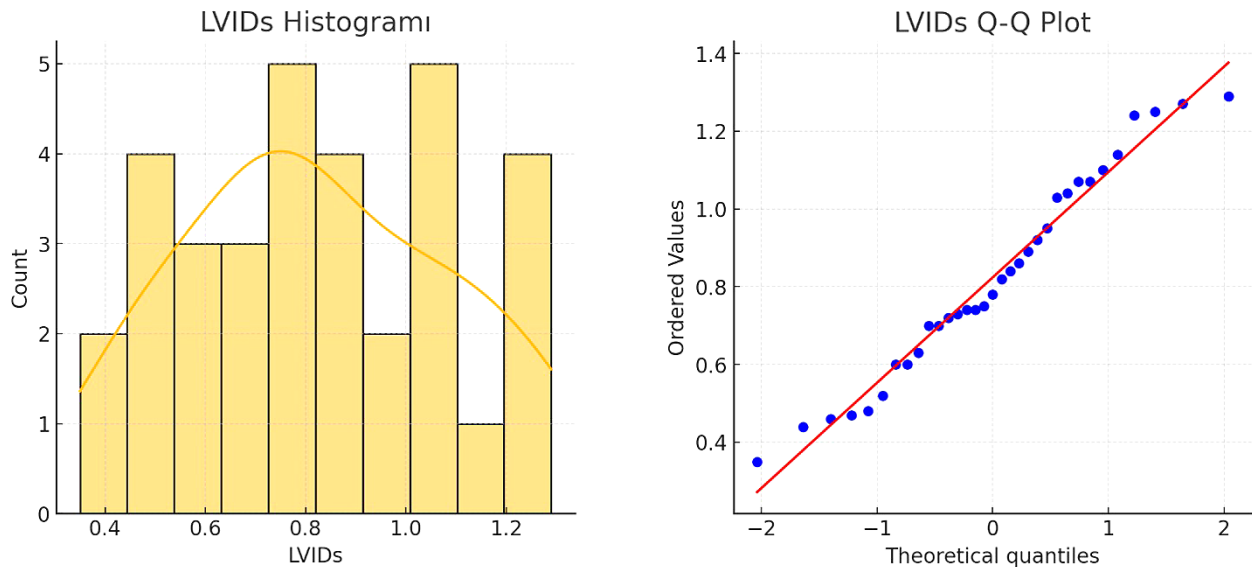 LVIDs Histogramı
5
4
3
2
1
0
Count
0.4 0.6 0.8 1.0 1.2
LVIDs
LVIDs Q-Q Plot
1.4
1.2
1.0
0.8
0.6
0.4
Ordered Values
−2 −1 0 1 2
Theoretical quantiles